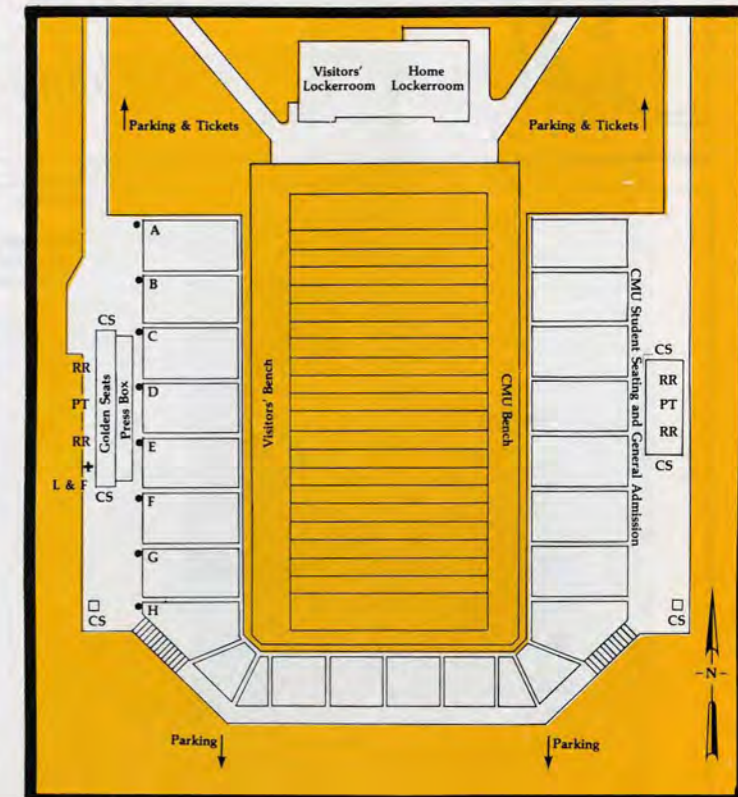 Visitors'
Lockerroom
Home
Lockerroom
Parking & Tickets
Parking & Tickets
A
B
C
D
E
F
G
H
CS
RR
PT
RR
L & F
CS
CS
Golden Seats
Press Box
Visitors' Bench
CMU Bench
CMU Student Seating and General Admission
CS
RR
PT
RR
CS
CS
-N-
Parking
Parking